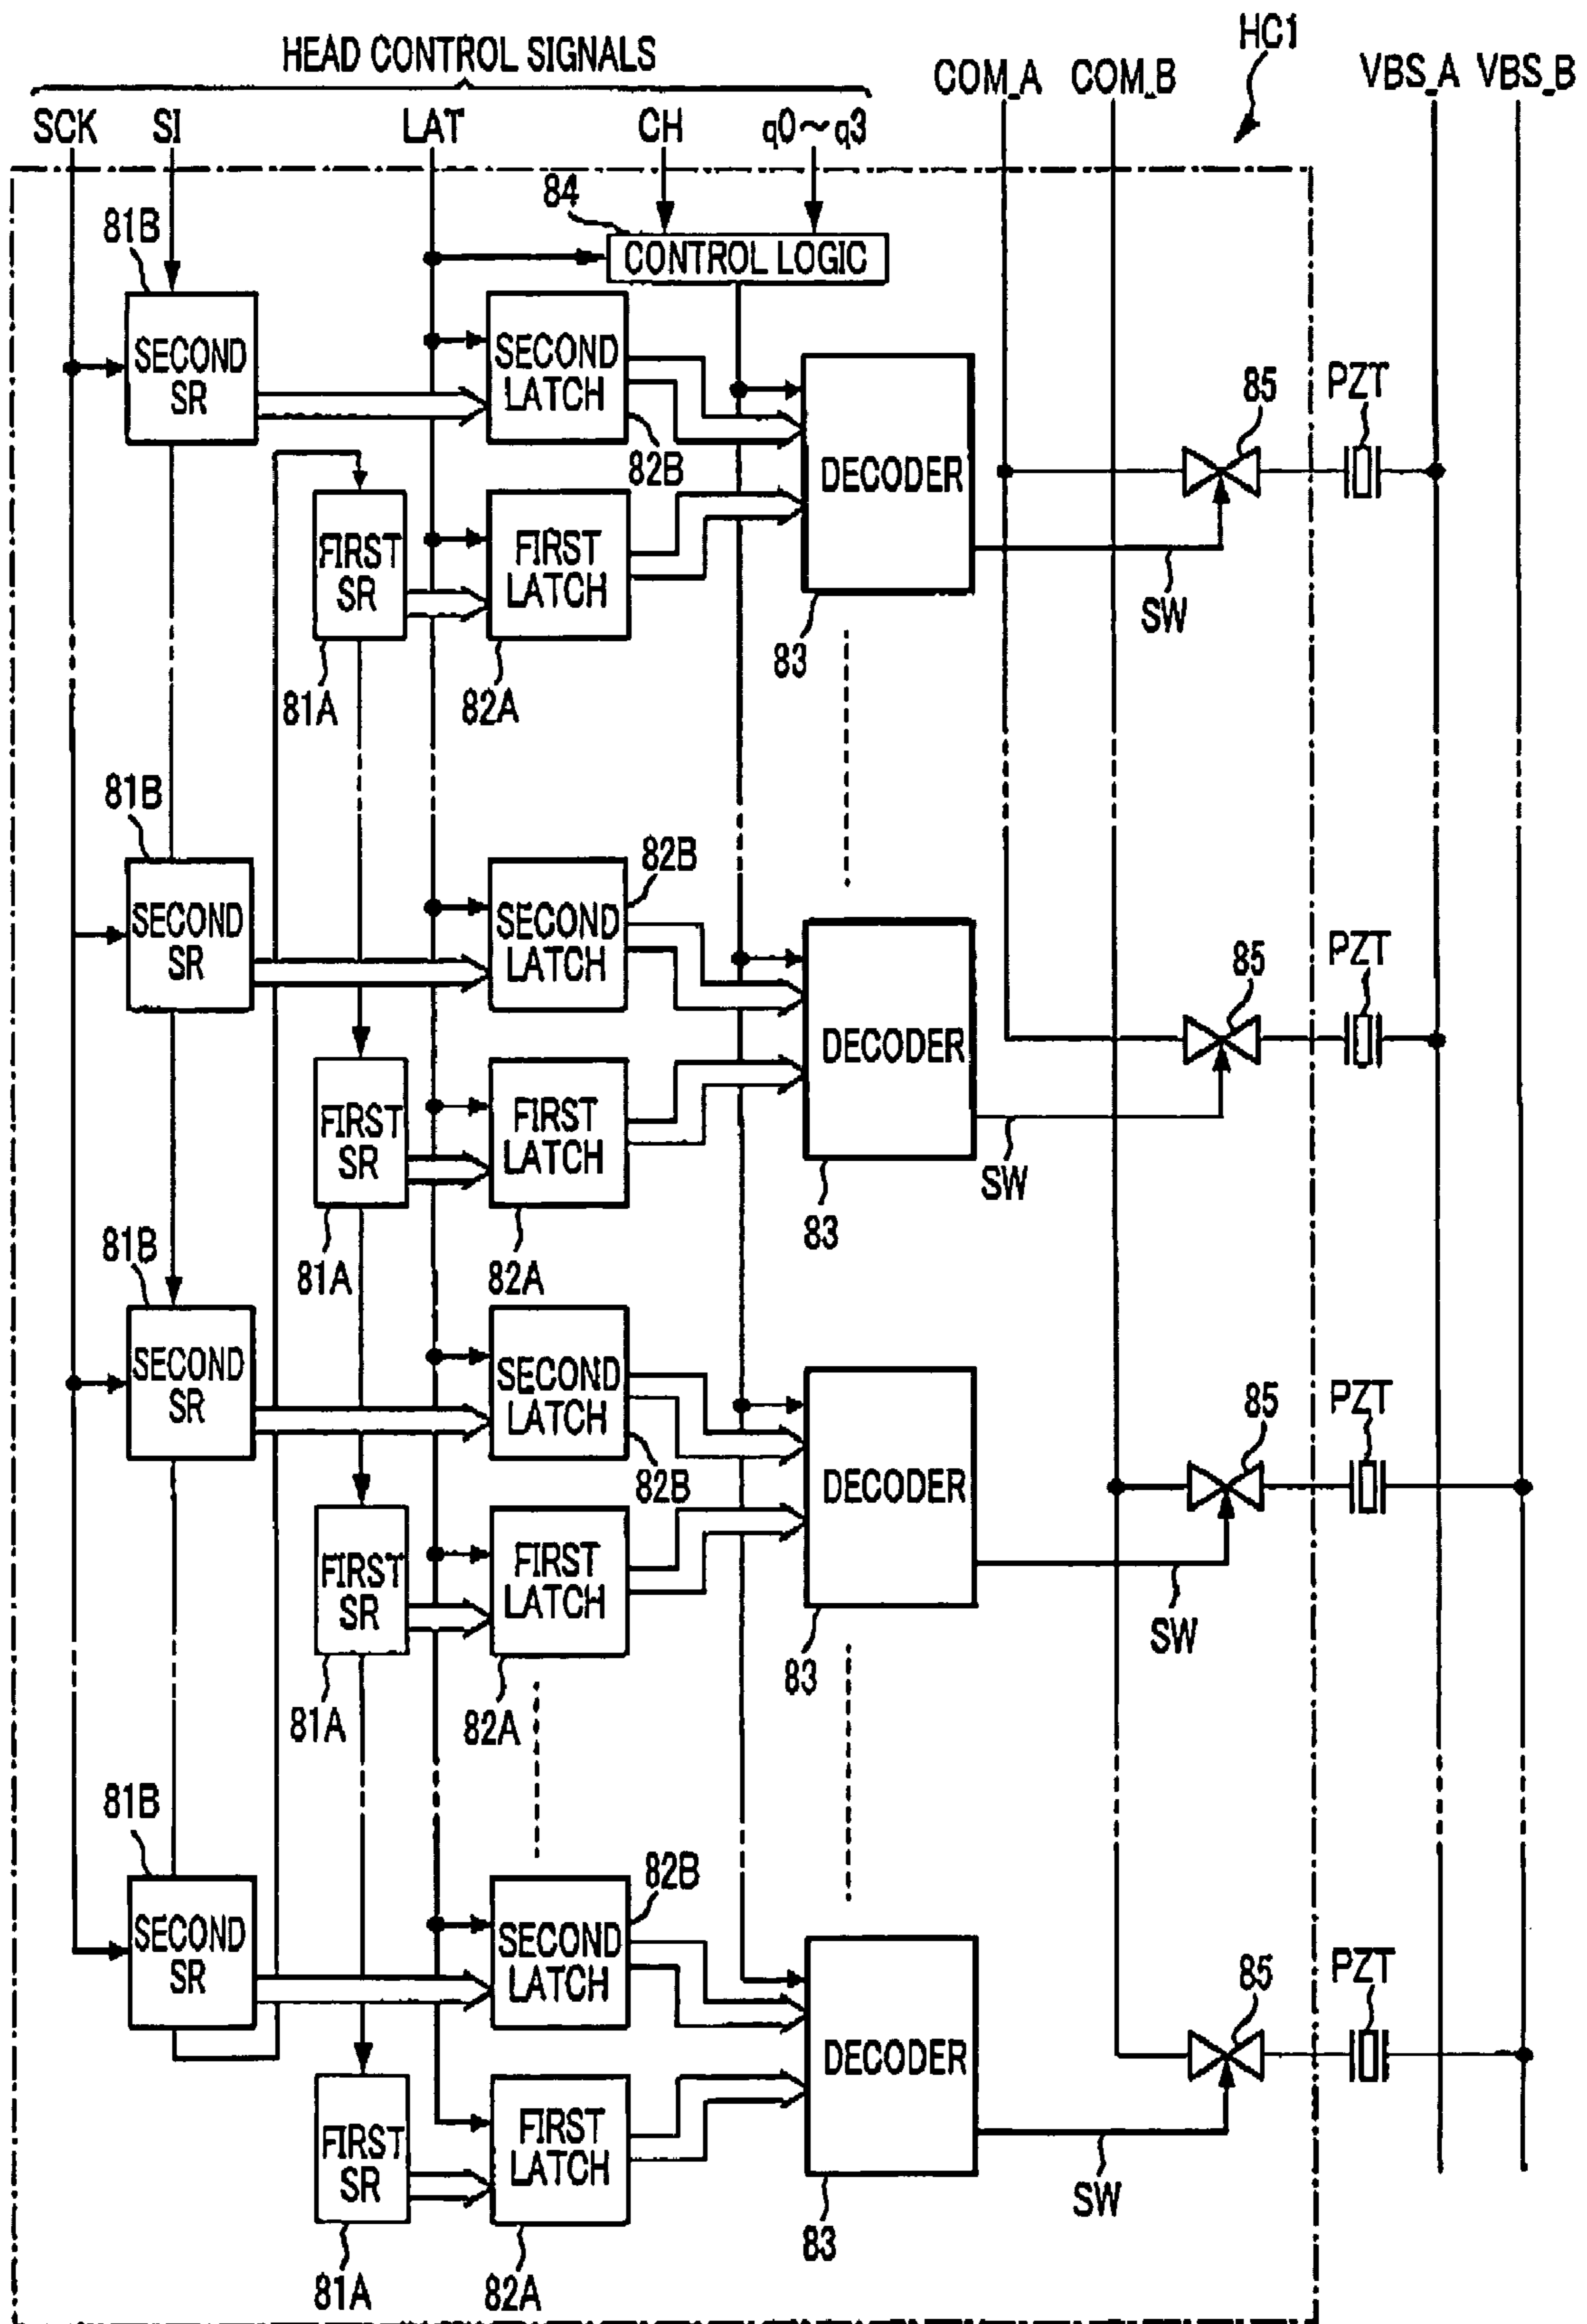 HC1
HEAD CONTROL SIGNALS
COM_A COM_B VBS_A VBS_B
SCK SI LAT CH q0~q3
84
81B
CONTROL LOGIC
SECOND
SR
SECOND
LATCH
82B
DECODER
85
PZT
FIRST
SR
FIRST
LATCH
SW
83
81A
82A
81B
82B
SECOND
SR
SECOND
LATCH
DECODER
85
PZT
FIRST
SR
FIRST
LATCH
SW
83
81A
82A
81B
SECOND
SR
SECOND
LATCH
82B
DECODER
85
PZT
FIRST
SR
FIRST
LATCH
SW
83
81A
82A
81B
82B
SECOND
SR
SECOND
LATCH
DECODER
85
PZT
FIRST
SR
FIRST
LATCH
SW
83
81A
82A